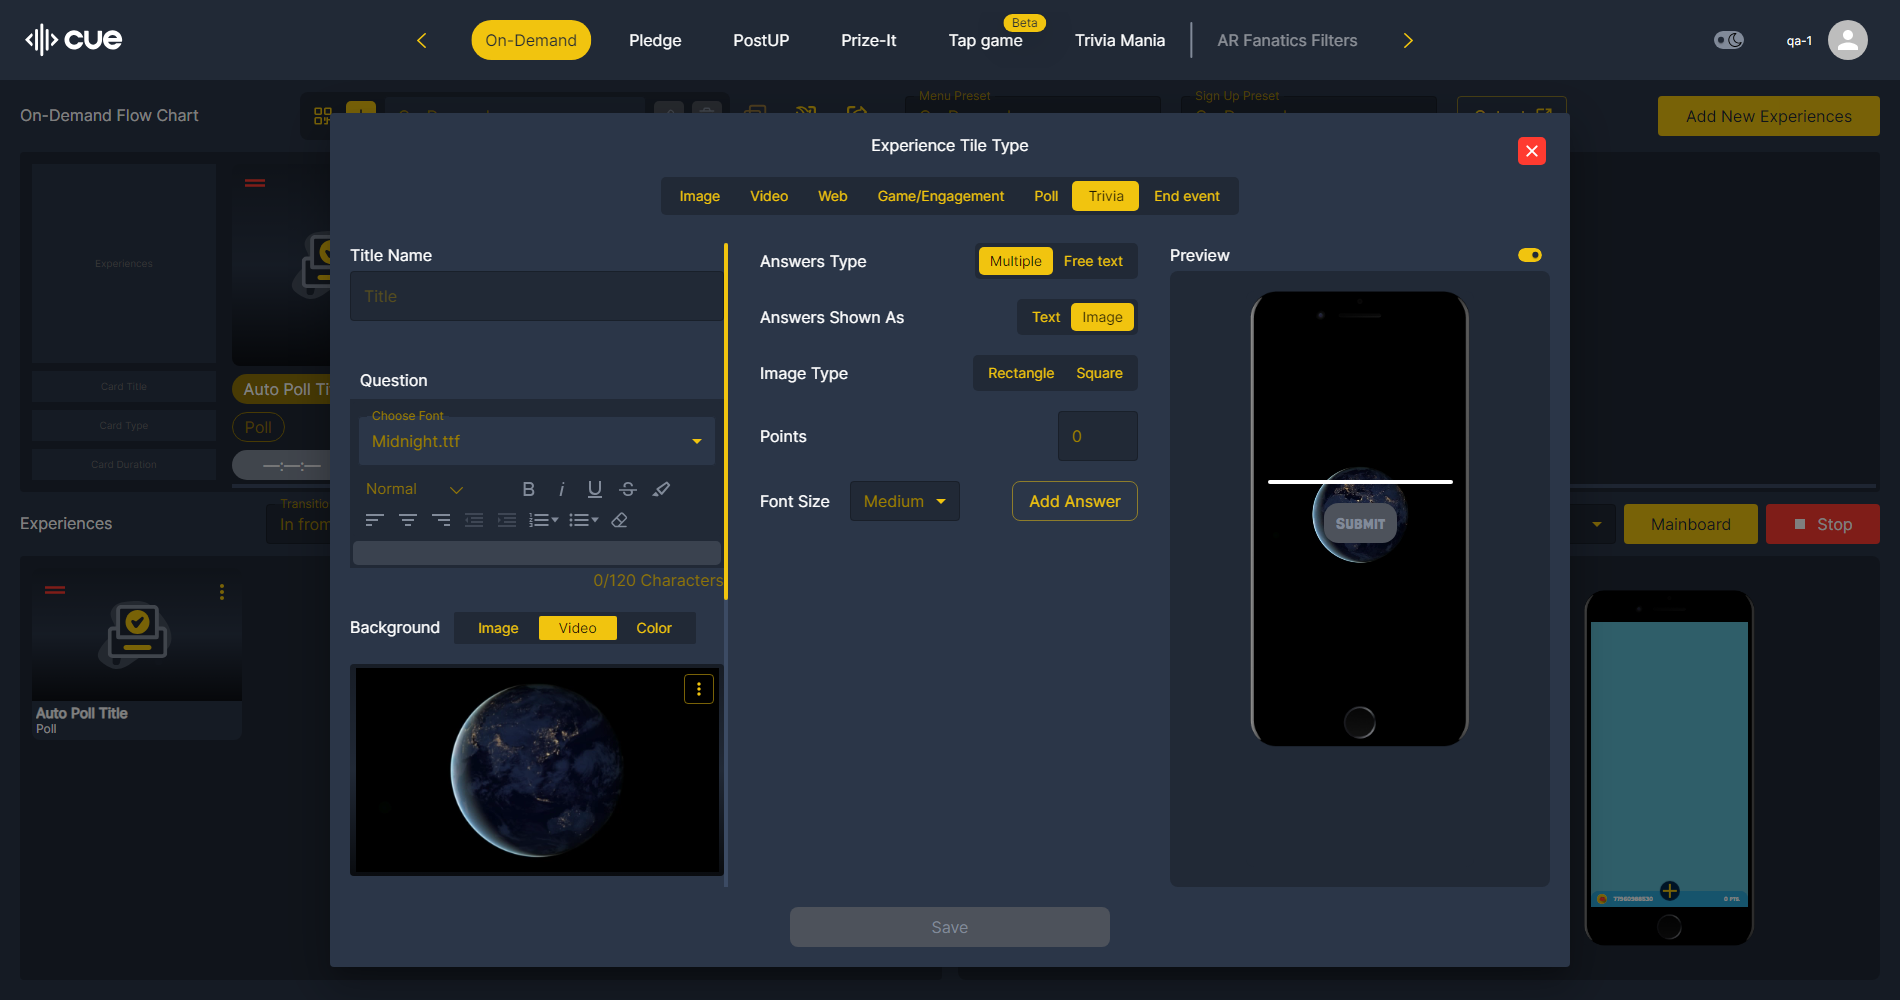 cue
On-Demand
Pledge
PostUP
Prize-It
Tap game
Beta
Trivia Mania
AR Fanatics Filters
qa-1
On-Demand Flow Chart
Menu Preset
Sign Up Preset
Add New Experiences
Experience Tile Type
Image
Video
Web
Game/Engagement
Poll
Trivia
End event
Experiences
Card Title
Card Type
Card Duration
Auto Poll Ti
Poll
—:—:—
Title Name
Title
Question
Choose Font
Midnight.ttf
Normal
B
i
U
S
0/120 Characters
Background
Image
Video
Color
Answers Type
Multiple
Free text
Answers Shown As
Text
Image
Image Type
Rectangle
Square
Points
0
Font Size
Medium
Add Answer
Preview
SUBMIT
Save
Experiences
Transitio
In from
Mainboard
Stop
Auto Poll Title
Poll
0 PTS.